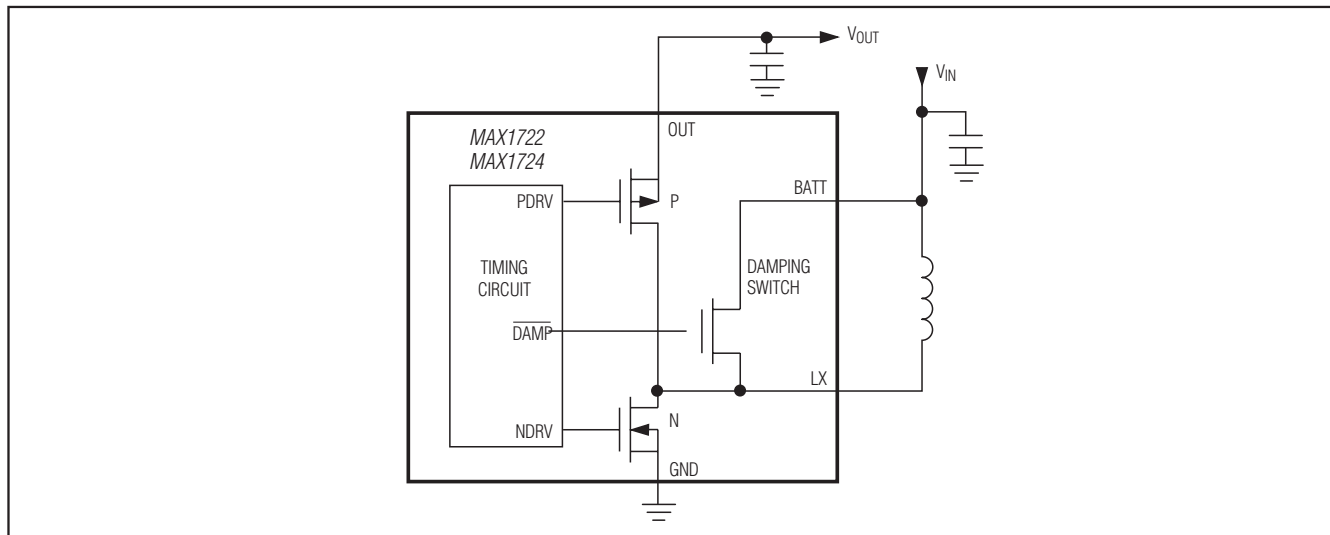 VOUT
VIN
OUT
MAX1722
MAX1724
BATT
PDRV
P
TIMING
CIRCUIT
DAMPING
SWITCH
DAMP
LX
NDRV
N
GND